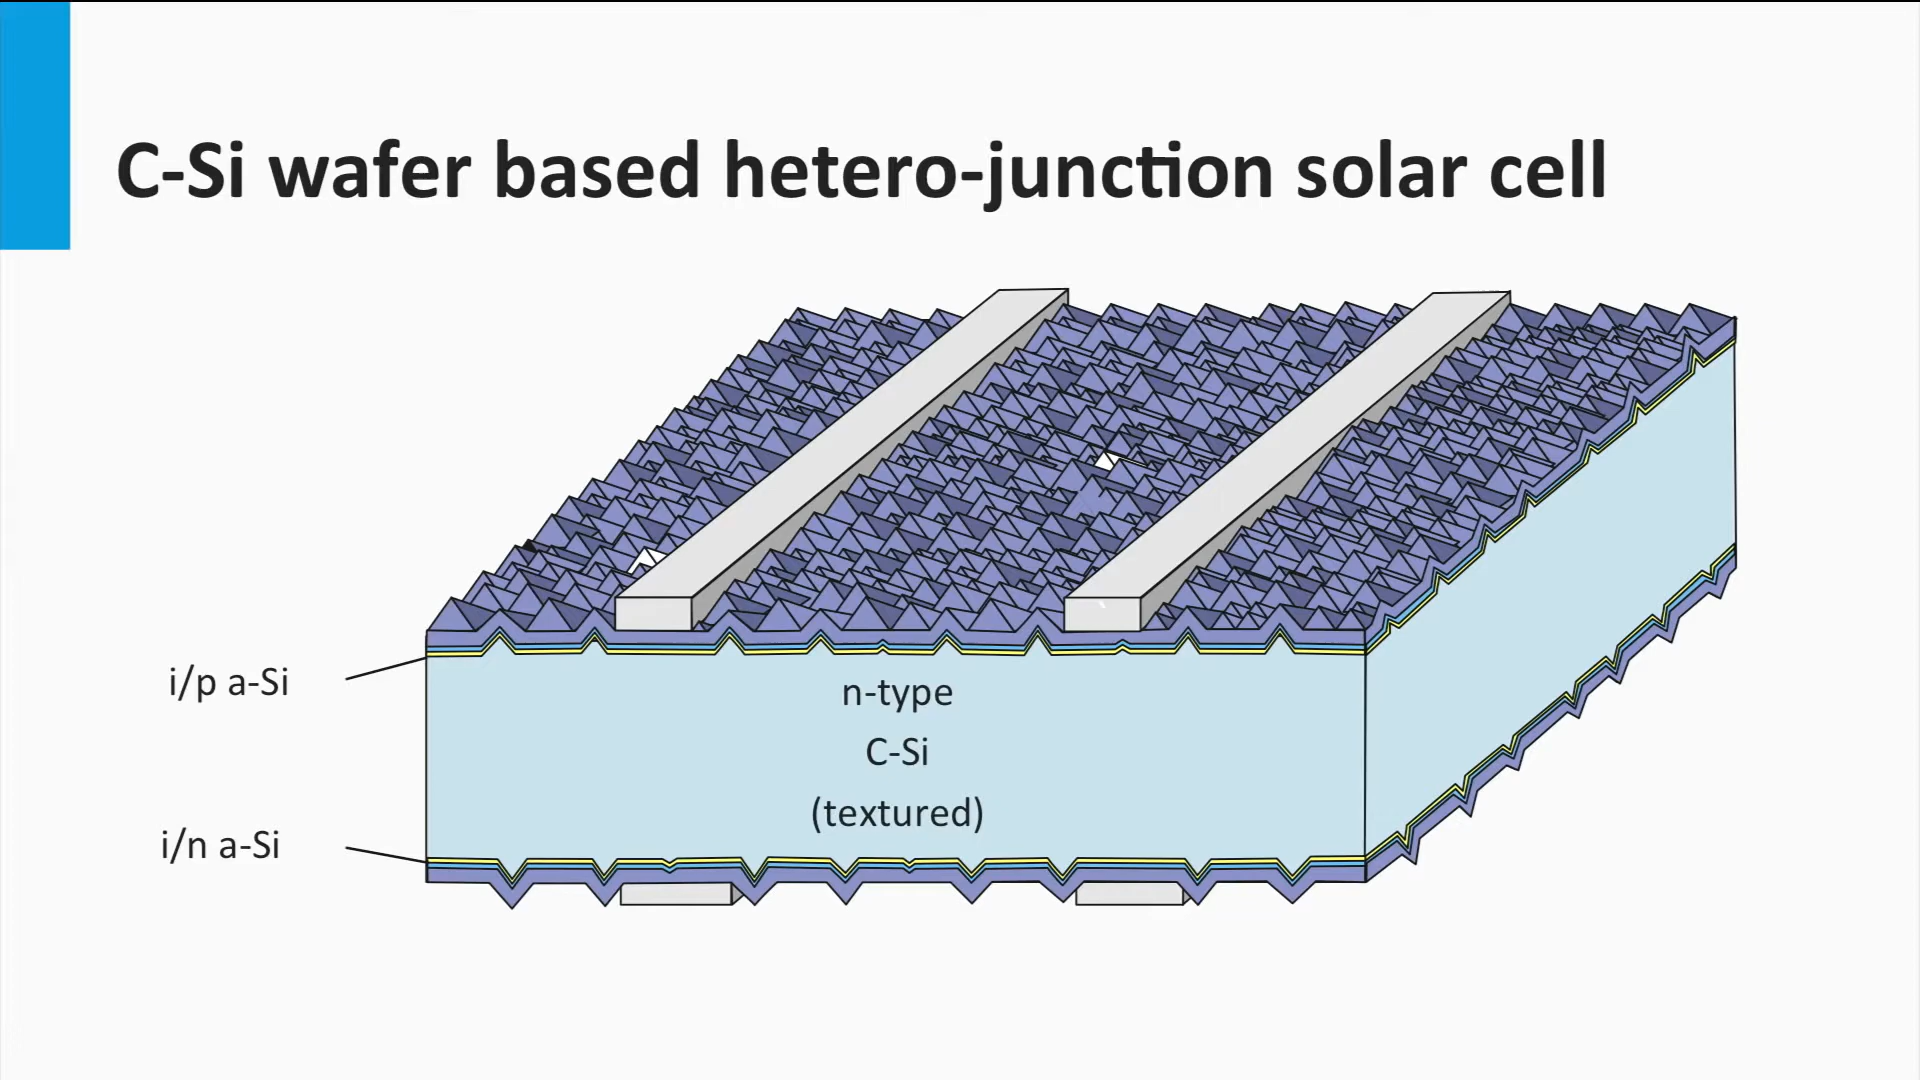 C-Si wafer based hetero-junction solar cell
i/p a-Si
n-type
C-Si
(textured)
i/n a-Si